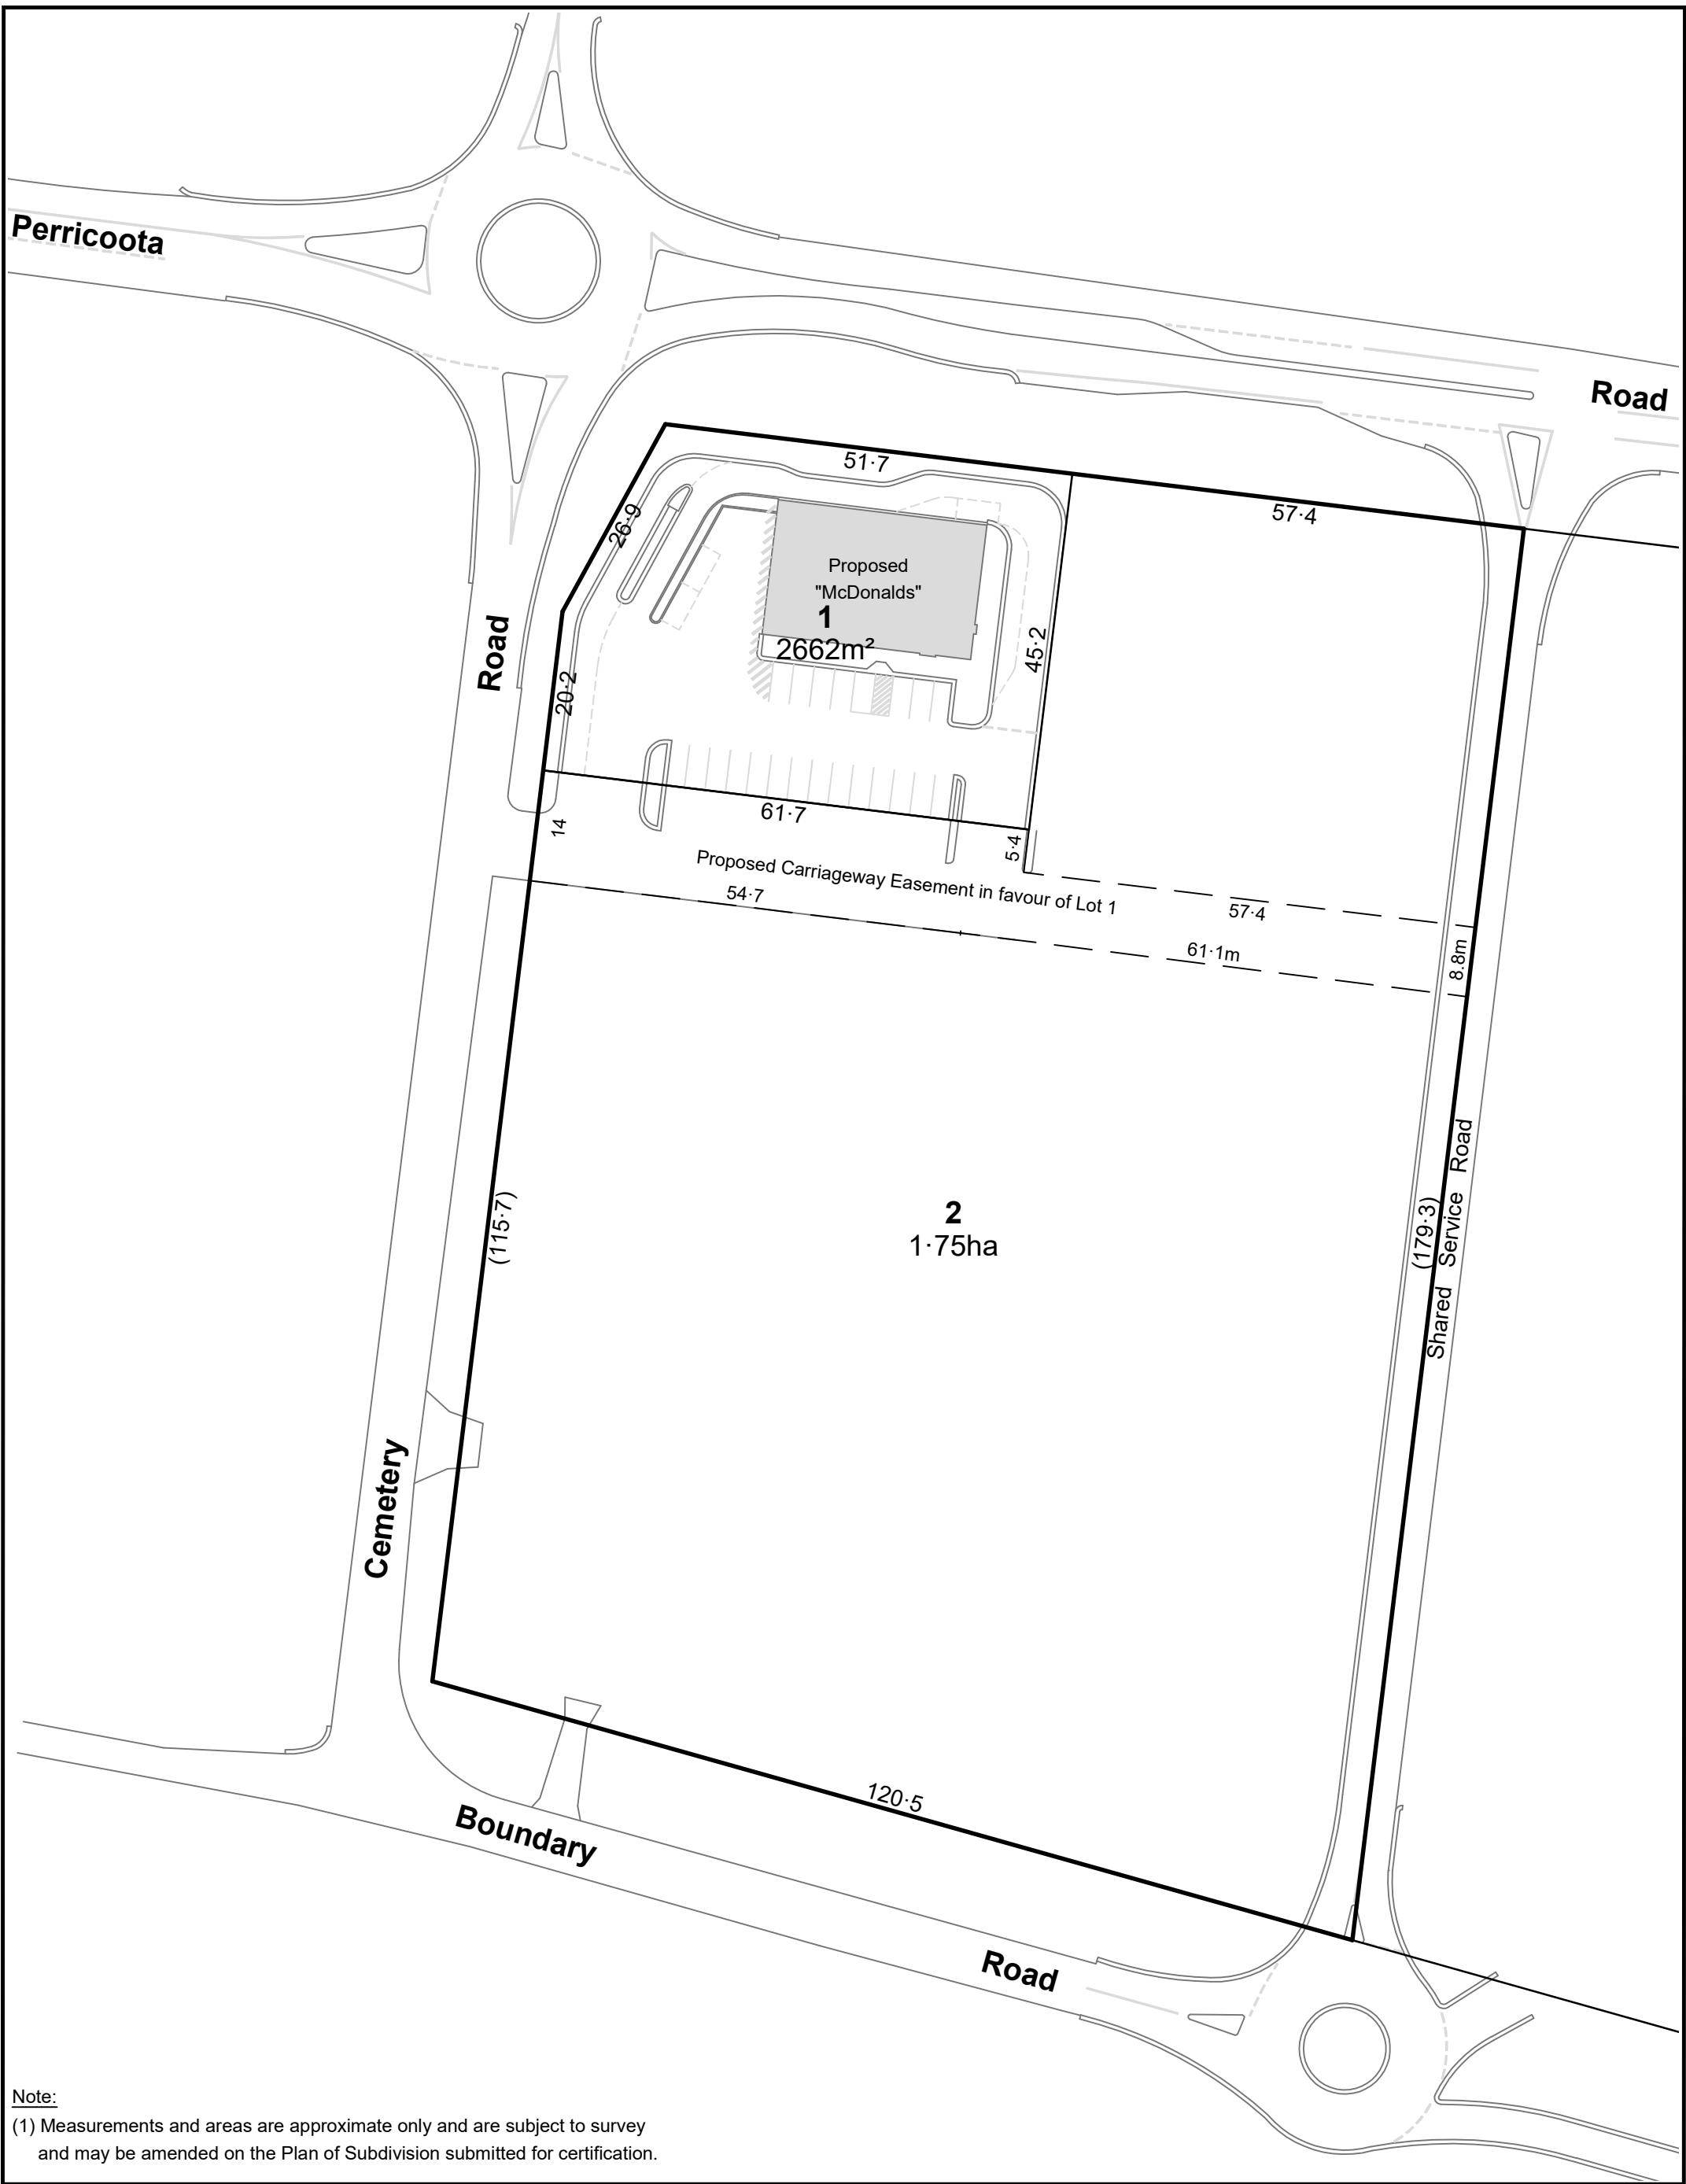 Perricoota
Road
51·7
57·4
26·9
Proposed
"McDonalds"
1
2662m²
45·2
Road
20·2
61·7
14
5·4
Proposed Carriageway Easement in favour of Lot 1
54·7
57·4
61·1m
8.8m
2
1·75ha
(115·7)
(179·3)
Shared Service Road
Cemetery
120·5
Boundary
Road
Note:
(1) Measurements and areas are approximate only and are subject to survey
and may be amended on the Plan of Subdivision submitted for certification.